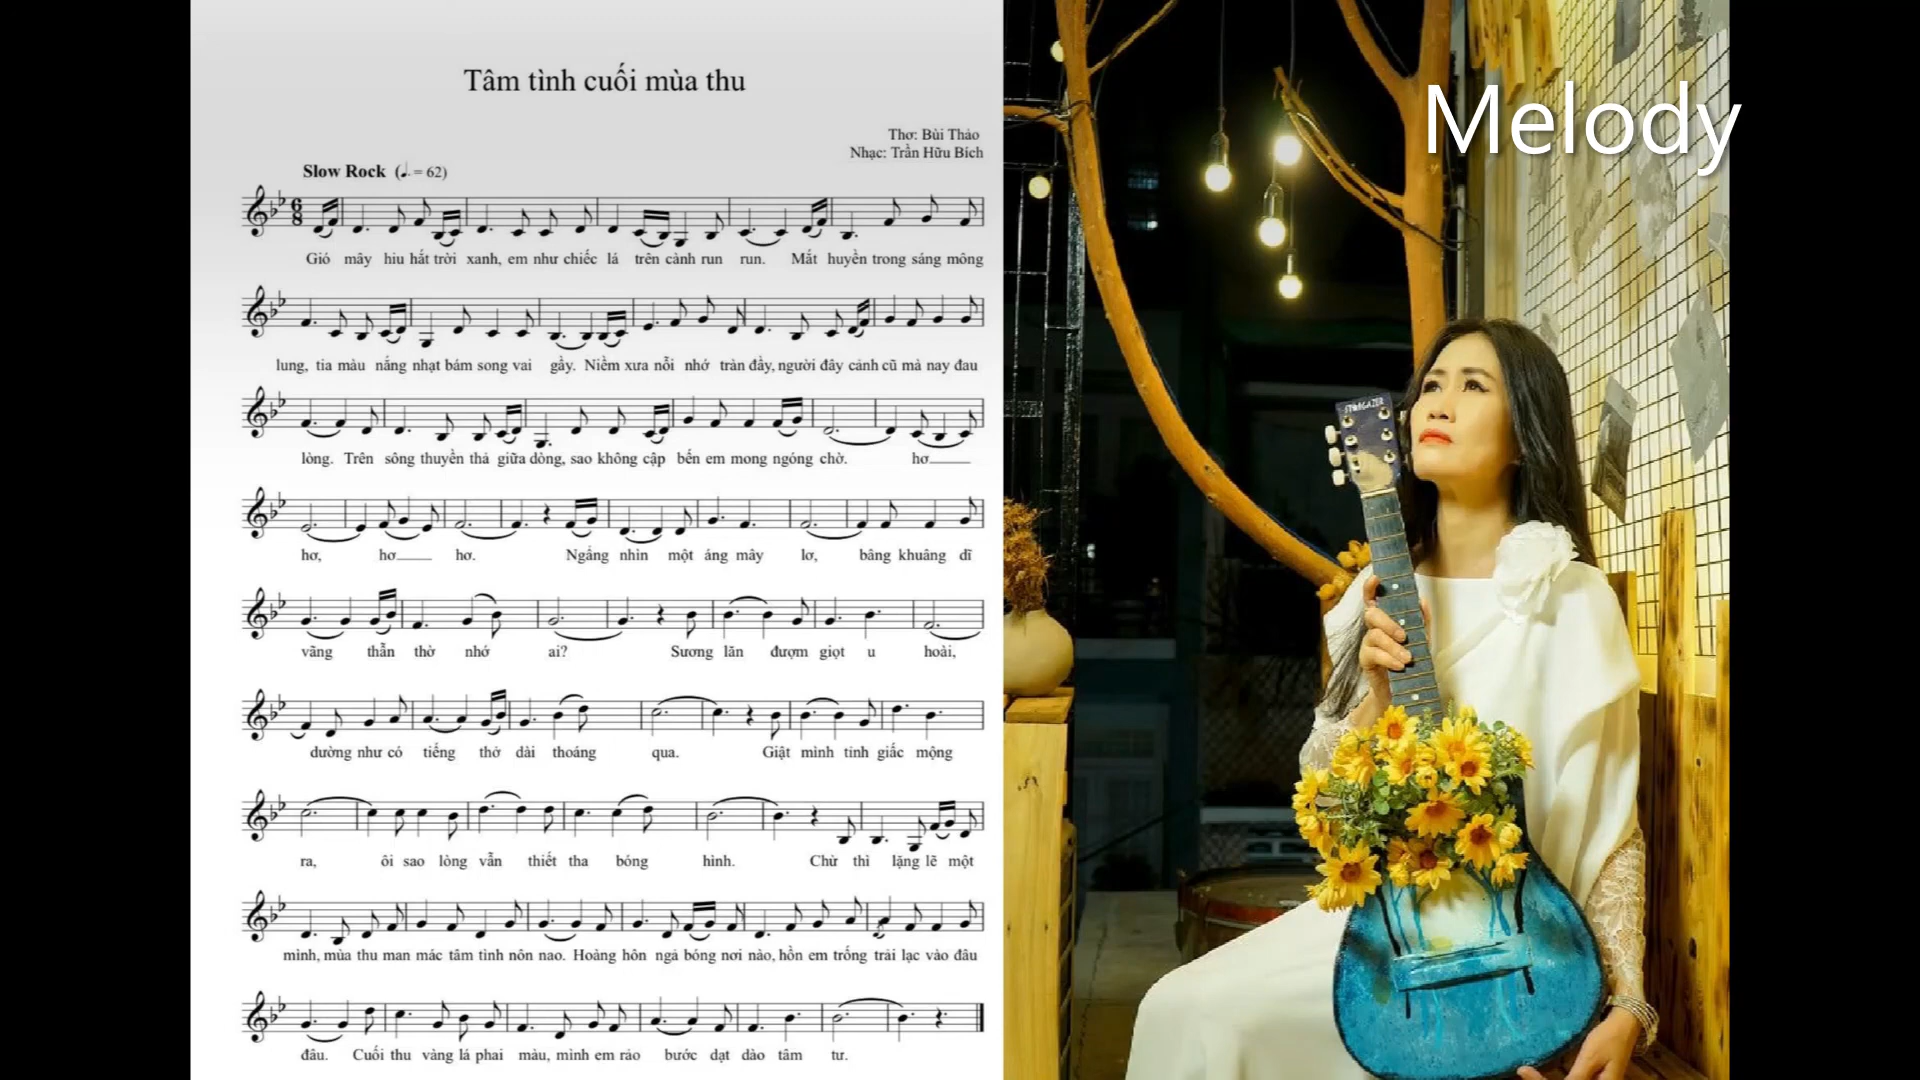 Tâm tình cuối mùa thu
Thơ: Bùi Thảo
Nhạc: Trần Hữu Bích
Slow Rock (♩. = 62)
6
8
Gió mây hiu hắt trời xanh, em như chiếc lá trên cành run run. Mắt huyền trong sáng mông
lung, tia màu nắng nhạt bám song vai gầy. Niềm xưa nỗi nhớ tràn đầy, người đây cảnh cũ mà nay đau
lòng. Trên sông thuyền thả giữa dòng, sao không cập bến em mong ngóng chờ. hơ
hơ, hơ hơ. Ngẩng nhìn một áng mây lơ, bâng khuâng dĩ
vãng thẫn thờ nhớ ai? Sương lăn đượm giọt u hoài,
dường như có tiếng thở dài thoáng qua. Giật mình tỉnh giấc mộng
ra, ôi sao lòng vẫn thiết tha bóng hình. Chừ thì lặng lẽ một
mình, mùa thu man mác tâm tình nôn nao. Hoàng hôn ngả bóng nơi nào, hồn em trống trải lạc vào đâu
đâu. Cuối thu vàng lá phai màu, mình em rảo bước dạt dào tâm tư.
Melody
STARGAZER